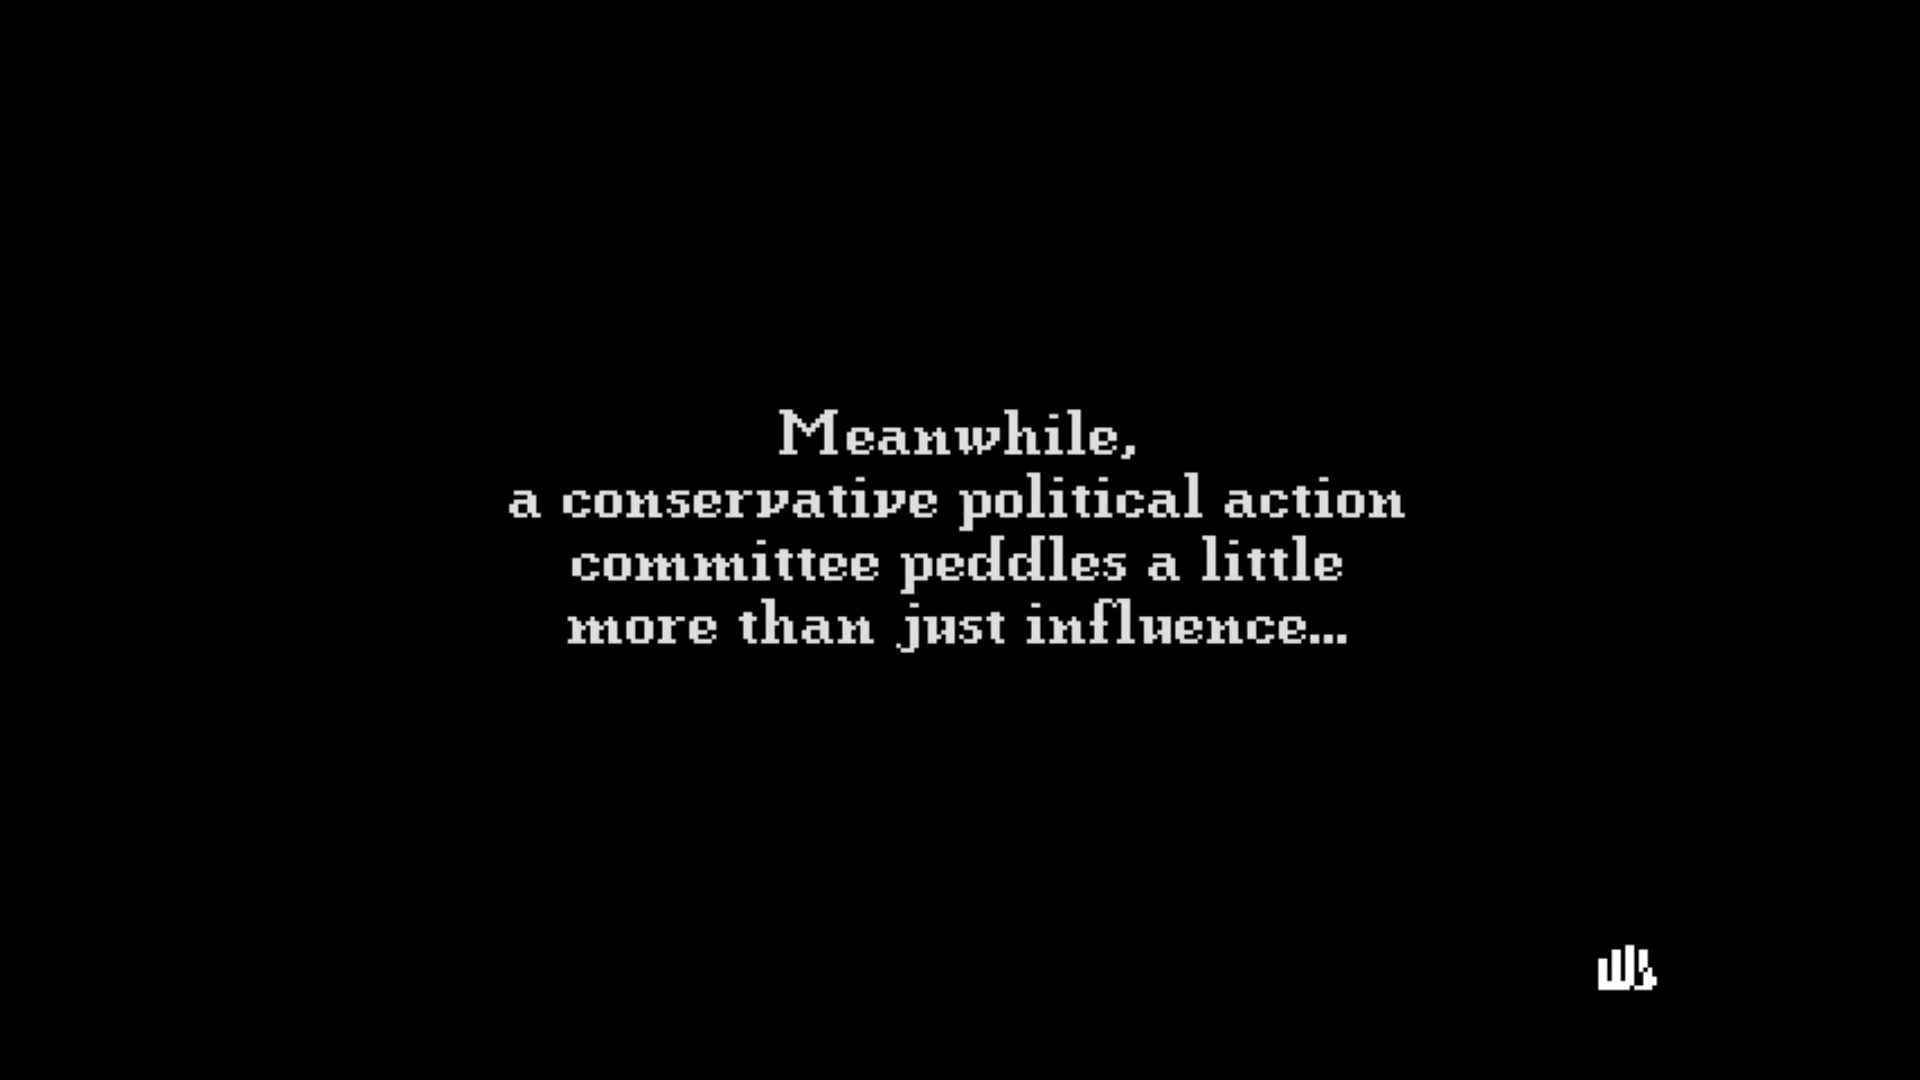 Meanwhile,
a conservative political action
committee peddles a little
more than just influence...